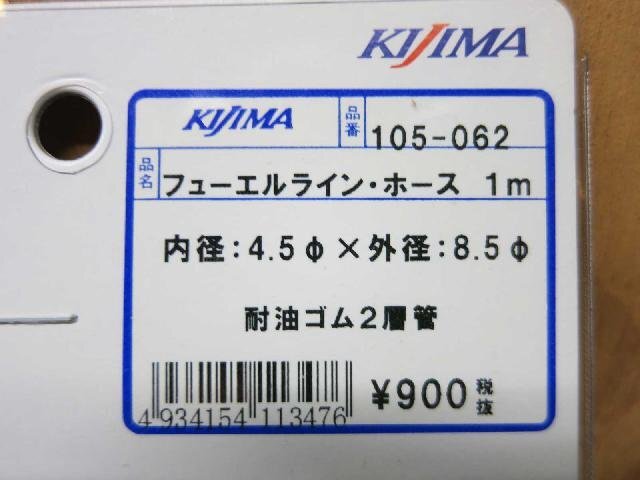 KIJIMA
KIJIMA 品番 105-062
品名 フューエルライン・ホース 1m
内径:4.5φ×外径:8.5φ
耐油ゴム2層管
¥900 税抜
4 934154 113476